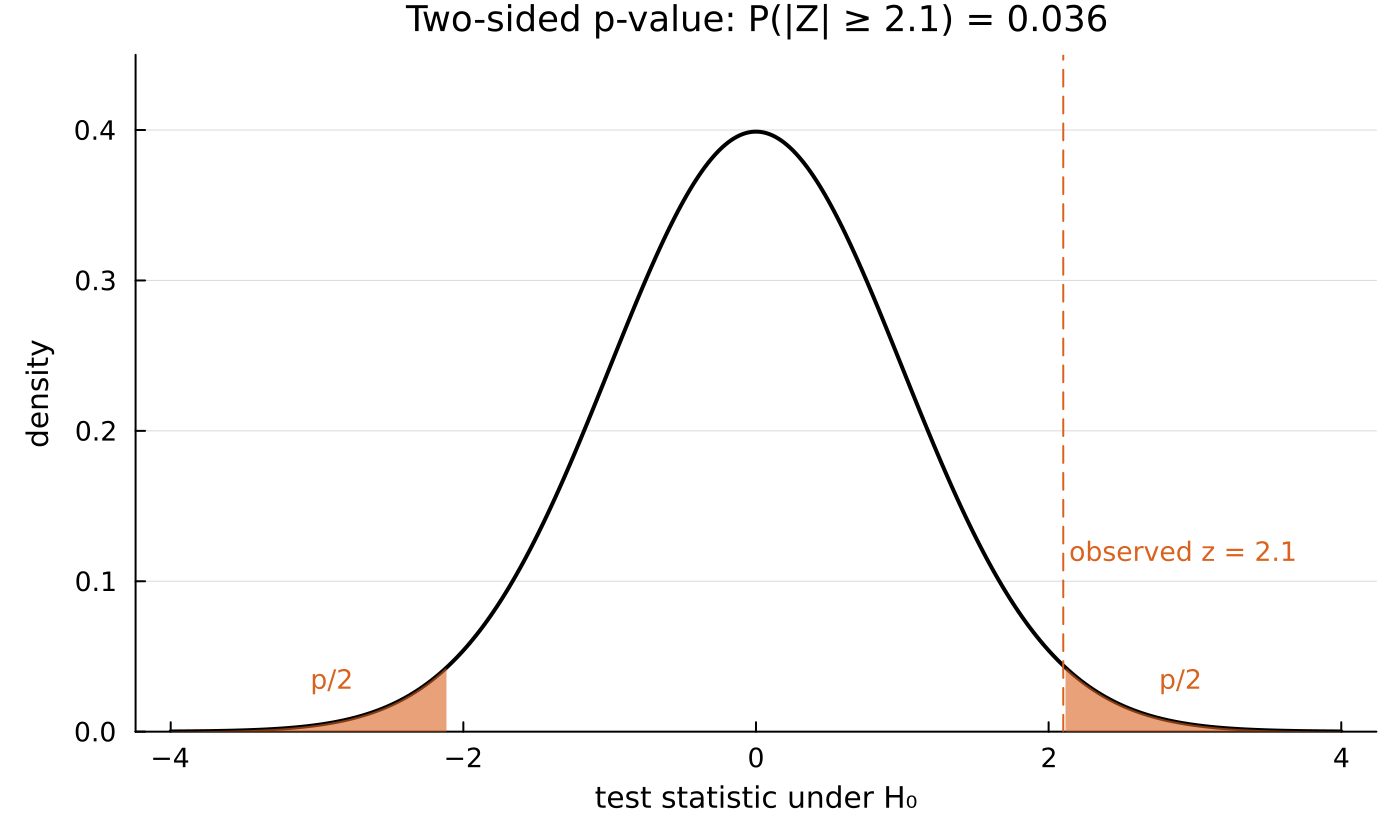 Two-sided p-value: P(|Z| ≥ 2.1) = 0.036
density
0.4
0.3
0.2
0.1
0.0
observed z = 2.1
p/2
p/2
−4
−2
0
2
4
test statistic under H₀